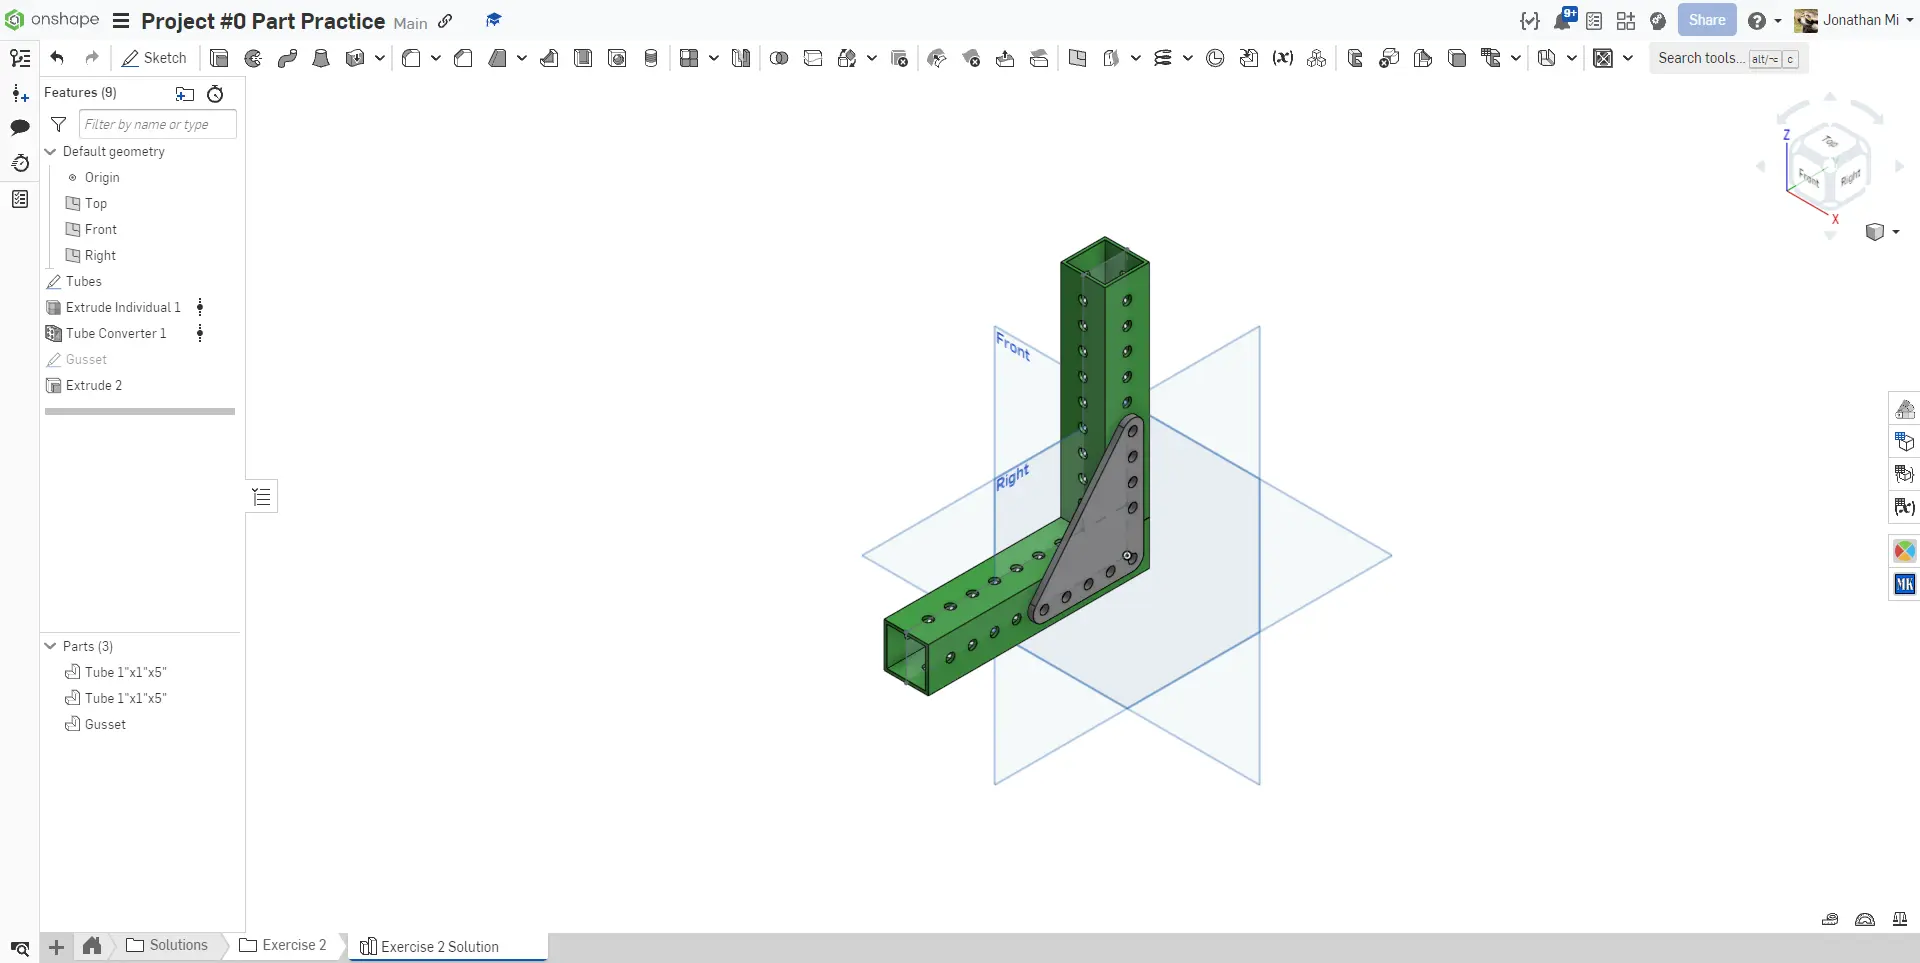 onshape Project #0 Part Practice Main 9+ Share Jonathan Mi
Sketch (x) Search tools... alt/⌥ c
Features (9)
Filter by name or type
Default geometry
Origin
Top
Front
Right
Tubes
Extrude Individual 1
Tube Converter 1
Gusset
Extrude 2
Parts (3)
Tube 1"x1"x5"
Tube 1"x1"x5"
Gusset
Front
Right
Z
Top
Front
Right
X
(x)
MK
Solutions Exercise 2 Exercise 2 Solution